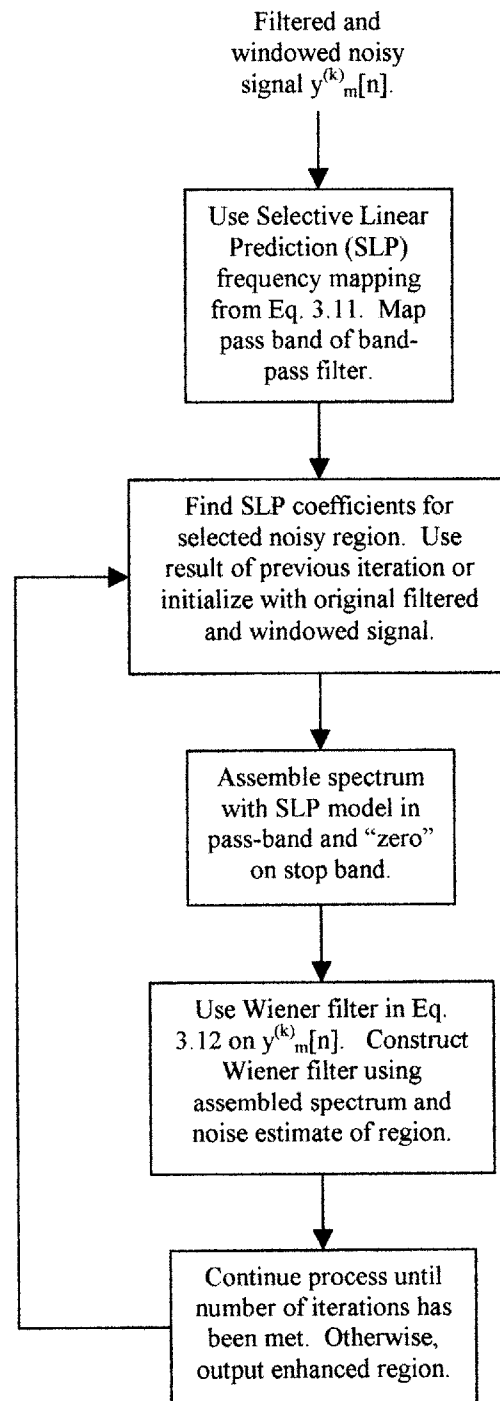 Filtered and
windowed noisy
signal y^(k)_m[n].
Use Selective Linear
Prediction (SLP)
frequency mapping
from Eq. 3.11. Map
pass band of band-
pass filter.
Find SLP coefficients for
selected noisy region. Use
result of previous iteration or
initialize with original filtered
and windowed signal.
Assemble spectrum
with SLP model in
pass-band and “zero”
on stop band.
Use Wiener filter in Eq.
3.12 on y^(k)_m[n]. Construct
Wiener filter using
assembled spectrum and
noise estimate of region.
Continue process until
number of iterations has
been met. Otherwise,
output enhanced region.